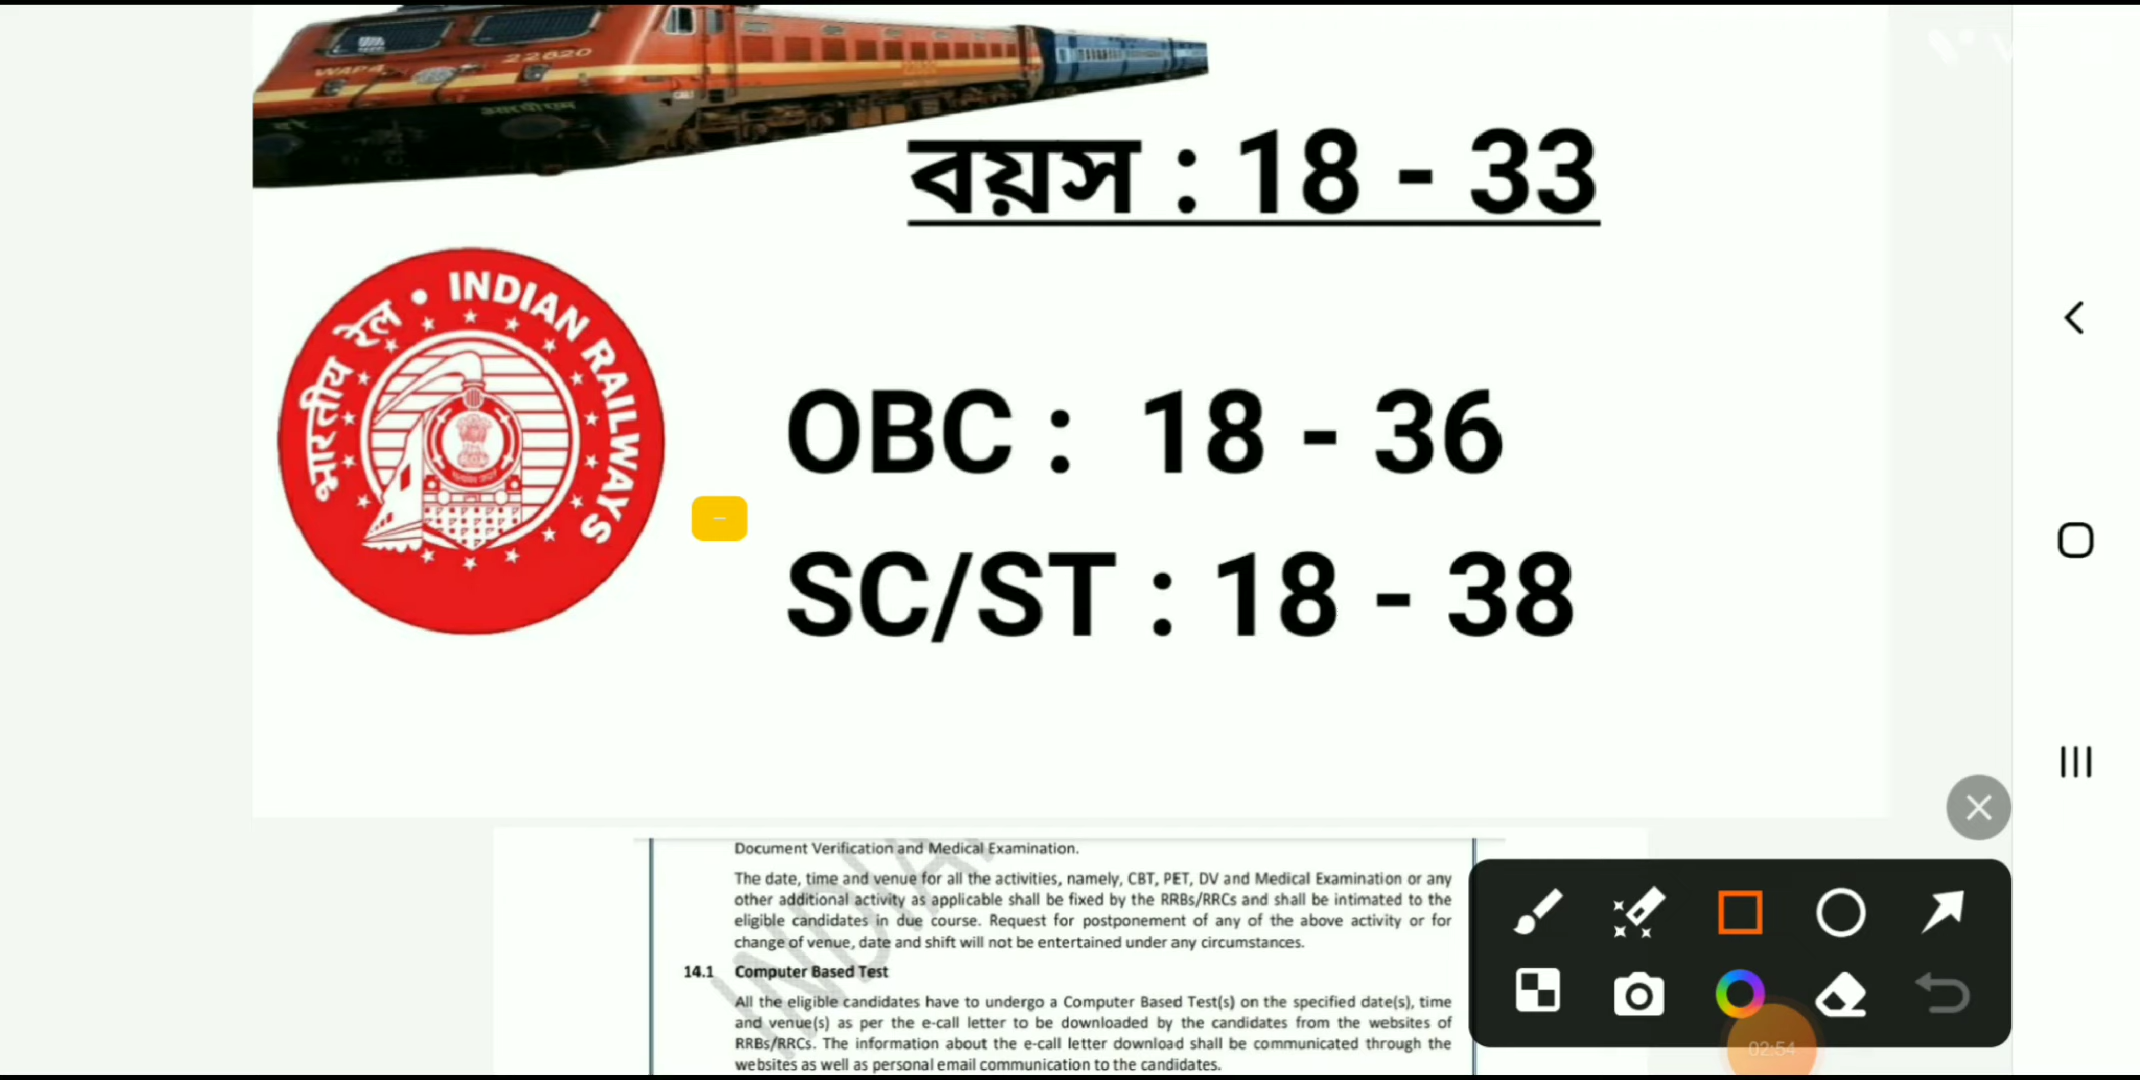 WAP4
22620
বয়স : 18 - 33
भारतीय रेल • INDIAN RAILWAYS
OBC : 18 - 36
SC/ST : 18 - 38
Document Verification and Medical Examination.
The date, time and venue for all the activities, namely, CBT, PET, DV and Medical Examination or any
other additional activity as applicable shall be fixed by the RRBs/RRCs and shall be intimated to the
eligible candidates in due course. Request for postponement of any of the above activity or for
change of venue, date and shift will not be entertained under any circumstances.
14.1 Computer Based Test
All the eligible candidates have to undergo a Computer Based Test(s) on the specified date(s), time
and venue(s) as per the e-call letter to be downloaded by the candidates from the websites of
RRBs/RRCs. The information about the e-call letter download shall be communicated through the
websites as well as personal email communication to the candidates.
INDIA
02:54